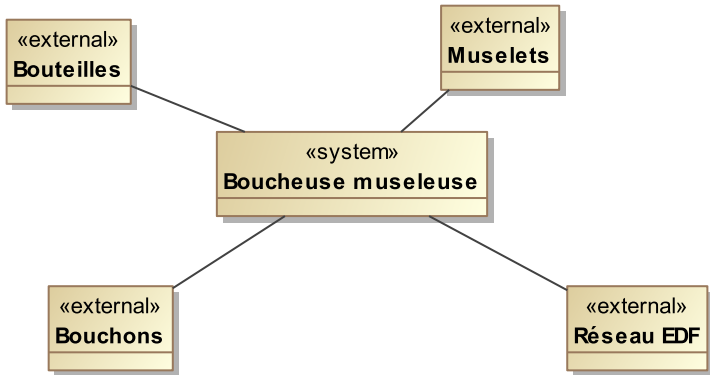 «external»
Bouteilles
«external»
Muselets
«system»
Boucheuse museleuse
«external»
Bouchons
«external»
Réseau EDF